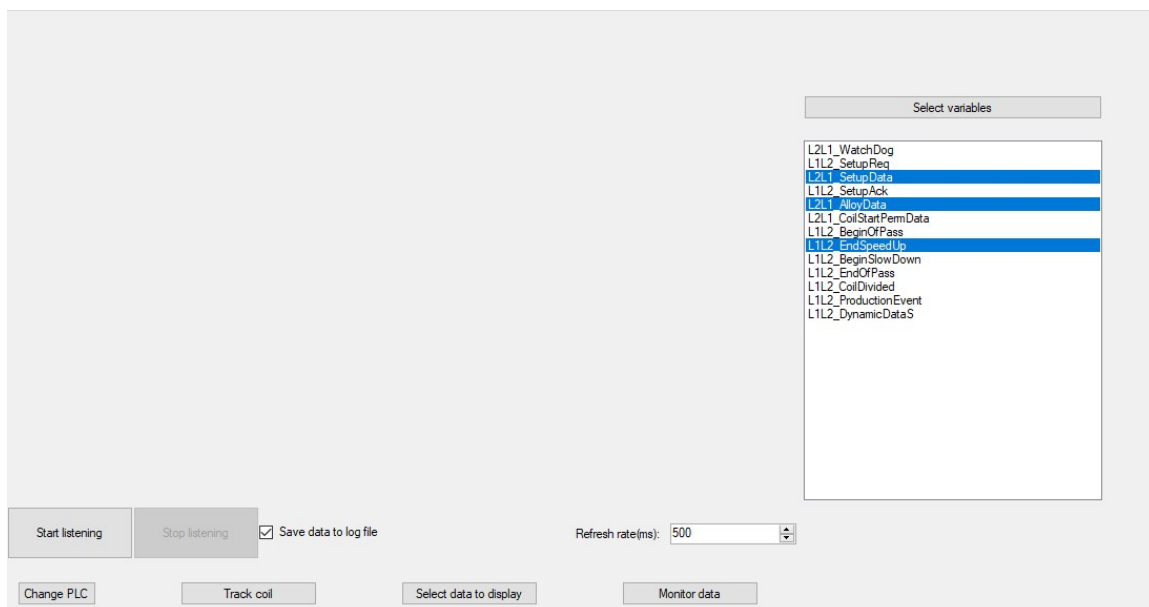 Select variables
L2L1_WatchDog
L1L2_SetupReq
L2L1_SetupData
L1L2_SetupAck
L2L1_AlloyData
L2L1_CoilStartPermData
L1L2_BeginOfPass
L1L2_EndSpeedUp
L1L2_BeginSlowDown
L1L2_EndOfPass
L1L2_CoilDivided
L1L2_ProductionEvent
L1L2_DynamicDataS
Start listening Stop listening Save data to log file Refresh rate(ms): 500
Change PLC Track coil Select data to display Monitor data